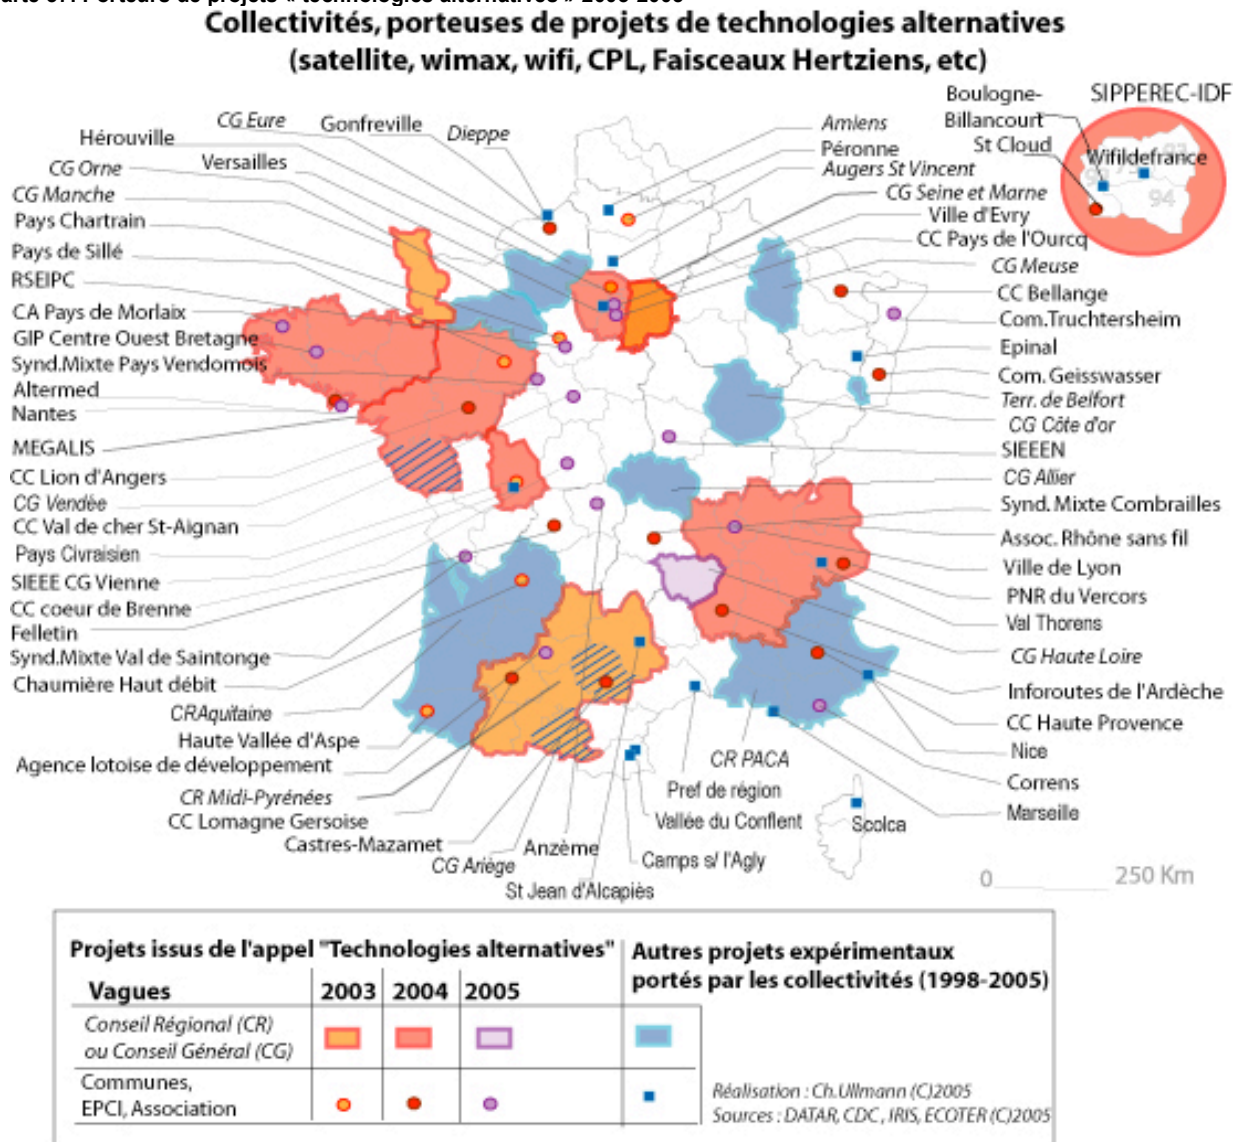 Collectivités, porteuses de projets de technologies alternatives
(satellite, wimax, wifi, CPL, Faisceaux Hertziens, etc)
Boulogne-
Billancourt
St Cloud
SIPPEREC-IDF
Wifildefrance
94
Hérouville
CG Eure
Gonfreville
Dieppe
CG Orne
Versailles
CG Manche
Pays Chartrain
Pays de Sillé
RSEIPC
CA Pays de Morlaix
GIP Centre Ouest Bretagne
Synd.Mixte Pays Vendomois
Altermed
Nantes
MEGALIS
CC Lion d'Angers
CG Vendée
CC Val de cher St-Aignan
Pays Civraisien
SIEEE CG Vienne
CC coeur de Brenne
Felletin
Synd.Mixte Val de Saintonge
Chaumière Haut débit
CRAquitaine
Haute Vallée d'Aspe
Agence lotoise de développement
CR Midi-Pyrénées
CC Lomagne Gersoise
Castres-Mazamet
CG Ariège
Anzème
St Jean d'Alcapiès
Camps s/ l'Agly
Vallée du Conflent
Pref de région
CR PACA
Scolca
Amiens
Péronne
Augers St Vincent
CG Seine et Marne
Ville d'Evry
CC Pays de l'Ourcq
CG Meuse
CC Bellange
Com.Truchtersheim
Epinal
Com. Geisswasser
Terr. de Belfort
CG Côte d'or
SIEEEN
CG Allier
Synd. Mixte Combrailles
Assoc. Rhône sans fil
Ville de Lyon
PNR du Vercors
Val Thorens
CG Haute Loire
Inforoutes de l'Ardèche
CC Haute Provence
Nice
Correns
Marseille
0 250 Km
Projets issus de l'appel "Technologies alternatives"
Vagues 2003 2004 2005
Conseil Régional (CR)
ou Conseil Général (CG)
Communes,
EPCI, Association
Autres projets expérimentaux
portés par les collectivités (1998-2005)
Réalisation : Ch.Ullmann (C)2005
Sources : DATAR, CDC, IRIS, ECOTER (C)2005